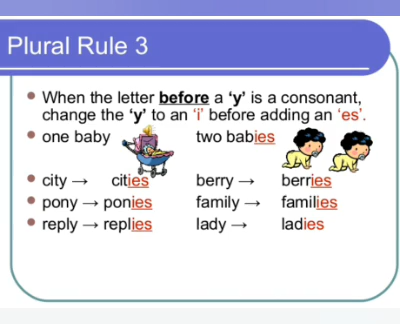 Plural Rule 3
• When the letter before a ‘y’ is a consonant,
change the ‘y’ to an ‘i’ before adding an ‘es’.
• one baby two babies
• city → cities berry → berries
• pony → ponies family → families
• reply → replies lady → ladies